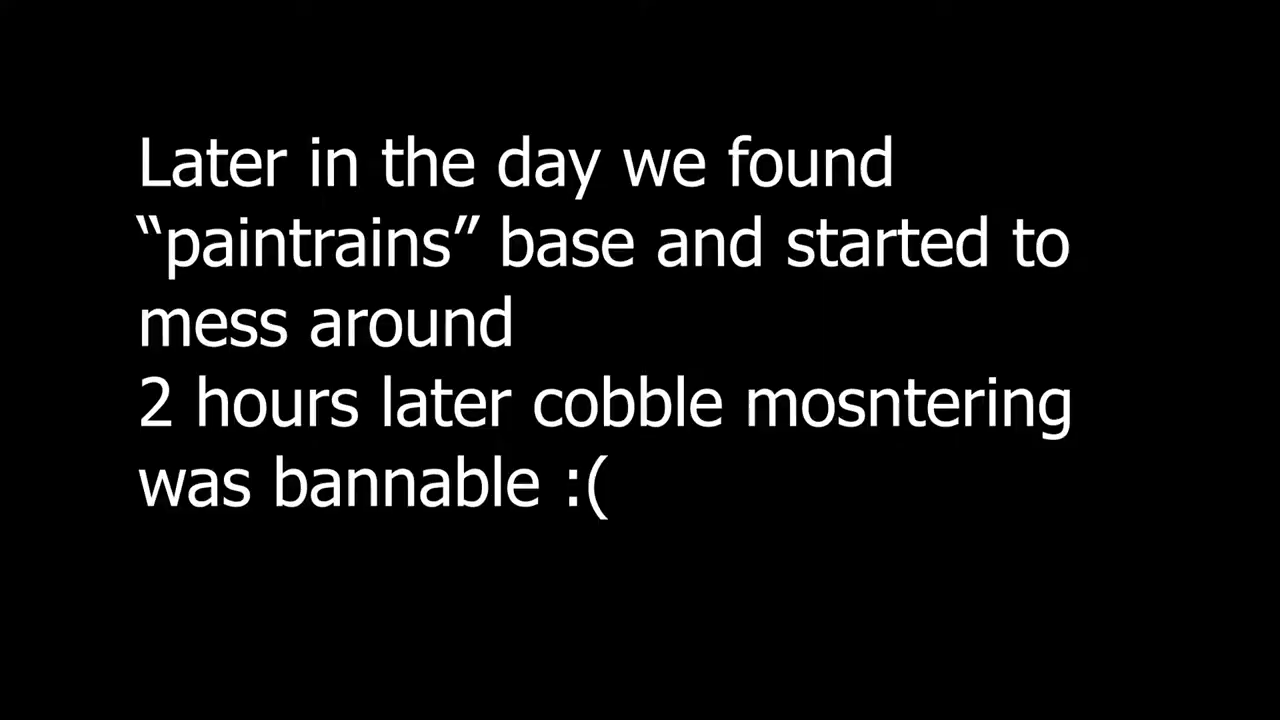 Later in the day we found
“paintrains” base and started to
mess around
2 hours later cobble mosntering
was bannable :(